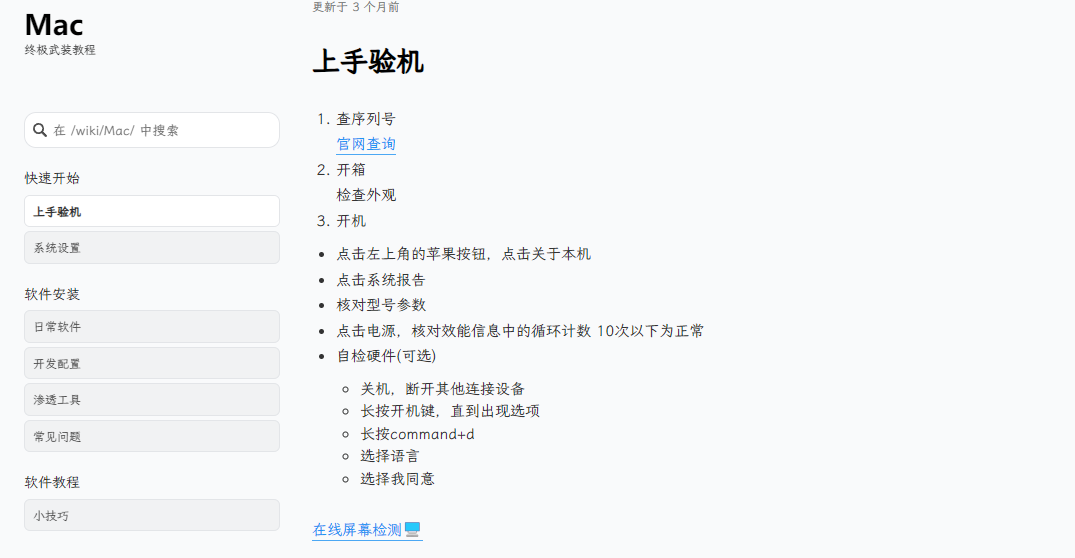 Mac
终极武装教程
在 /wiki/Mac/ 中搜索
快速开始
上手验机
系统设置
软件安装
日常软件
开发配置
渗透工具
常见问题
软件教程
小技巧
更新于 3 个月前
上手验机
1. 查序列号
官网查询
2. 开箱
检查外观
3. 开机
• 点击左上角的苹果按钮，点击关于本机
• 点击系统报告
• 核对型号参数
• 点击电源，核对效能信息中的循环计数 10次以下为正常
• 自检硬件(可选)
◦ 关机，断开其他连接设备
◦ 长按开机键，直到出现选项
◦ 长按command+d
◦ 选择语言
◦ 选择我同意
在线屏幕检测